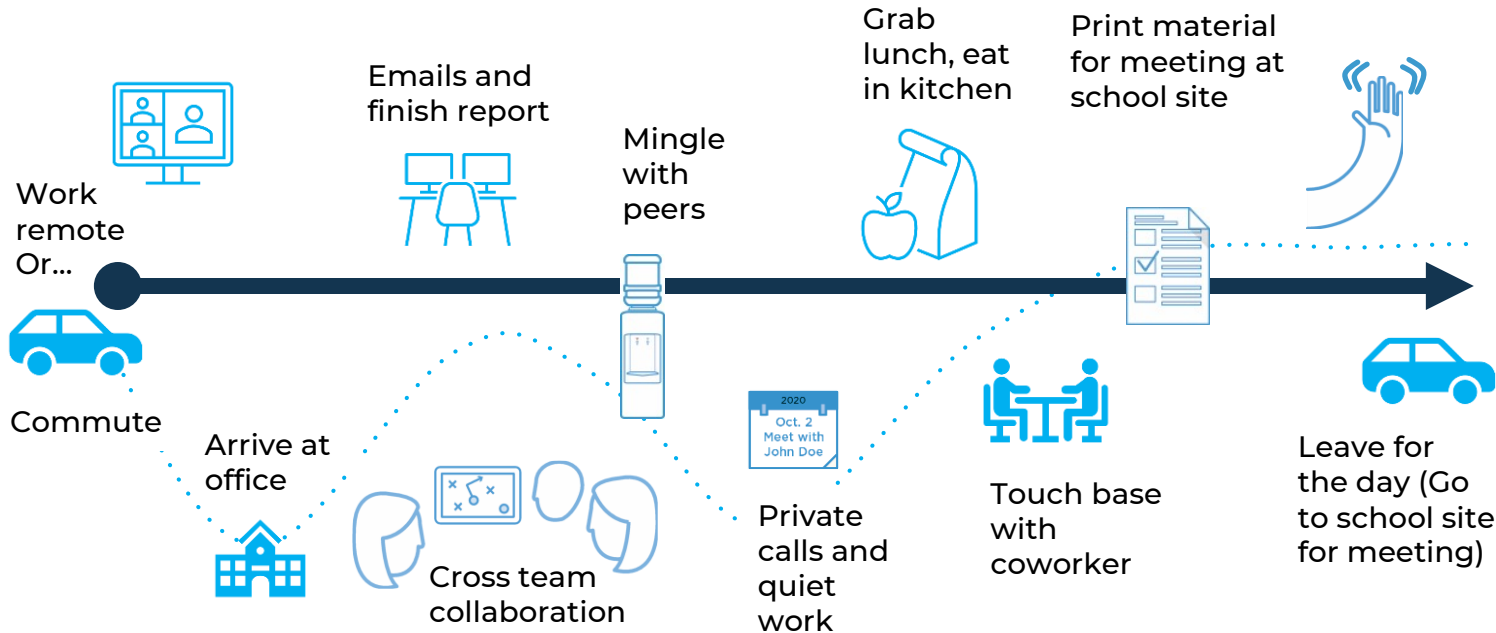 Work
remote
Or...
Commute
Arrive at
office
Emails and
finish report
Cross team
collaboration
Mingle
with
peers
2020
Oct. 2
Meet with
John Doe
Private
calls and
quiet
work
Grab
lunch, eat
in kitchen
Touch base
with
coworker
Print material
for meeting at
school site
Leave for
the day (Go
to school site
for meeting)